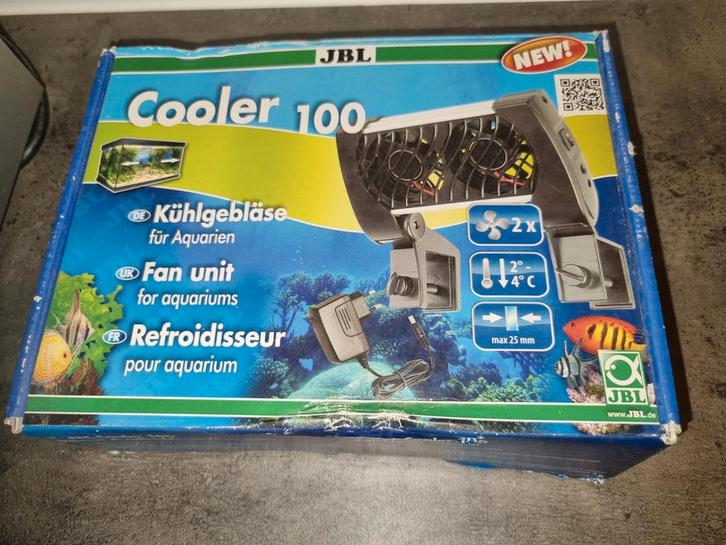 JBL
NEW!
Cooler 100
DE Kühlgebläse
für Aquarien
UK Fan unit
for aquariums
FR Refroidisseur
pour aquarium
2 x
2° -
4° C
max 25 mm
JBL
www.JBL.de